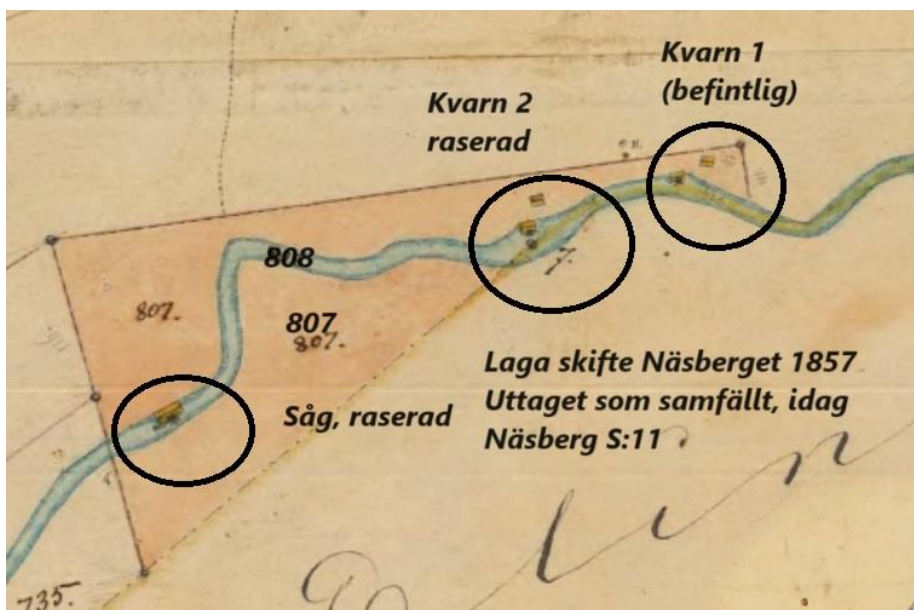 Kvarn 1
(befintlig)
Kvarn 2
raserad
808
807.
807
807.
Såg, raserad
Laga skifte Näsberget 1857
Uttaget som samfällt, idag
Näsberg S:11
735.